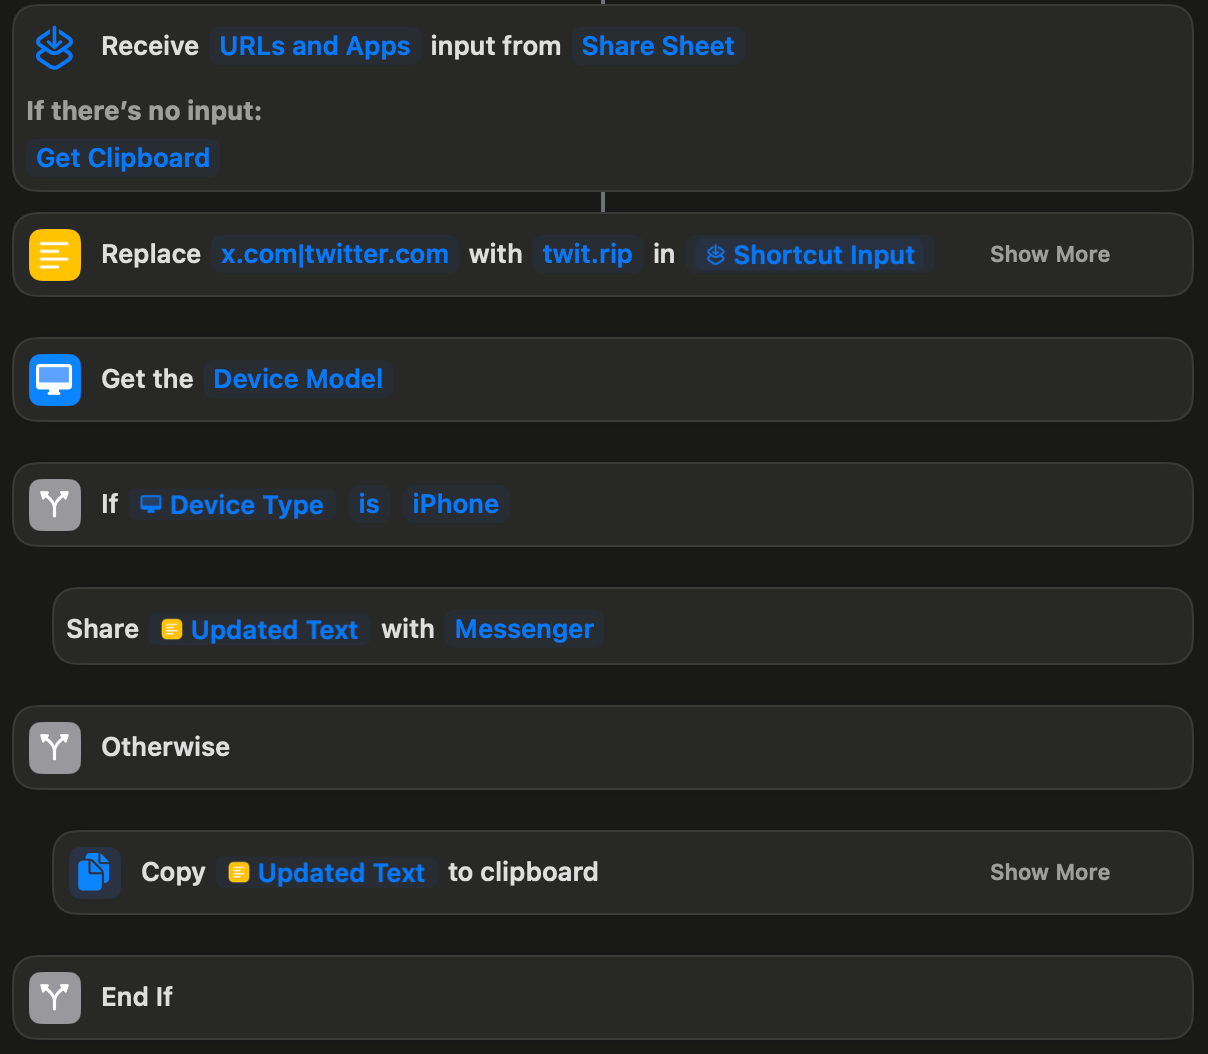 Receive URLs and Apps input from Share Sheet
If there’s no input:
Get Clipboard
Replace x.com|twitter.com with twit.rip in Shortcut Input Show More
Get the Device Model
If Device Type is iPhone
Share Updated Text with Messenger
Otherwise
Copy Updated Text to clipboard Show More
End If